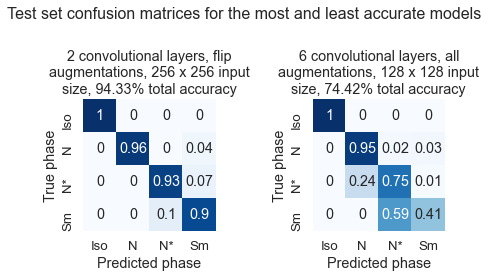 Test set confusion matrices for the most and least accurate models
2 convolutional layers, flip
augmentations, 256 x 256 input
size, 94.33% total accuracy
True phase
Iso
N
N*
Sm
1 0 0 0
0 0.96 0 0.04
0 0 0.93 0.07
0 0 0.1 0.9
Iso N N* Sm
Predicted phase
6 convolutional layers, all
augmentations, 128 x 128 input
size, 74.42% total accuracy
True phase
Iso
N
N*
Sm
1 0 0 0
0 0.95 0.02 0.03
0 0.24 0.75 0.01
0 0 0.59 0.41
Iso N N* Sm
Predicted phase